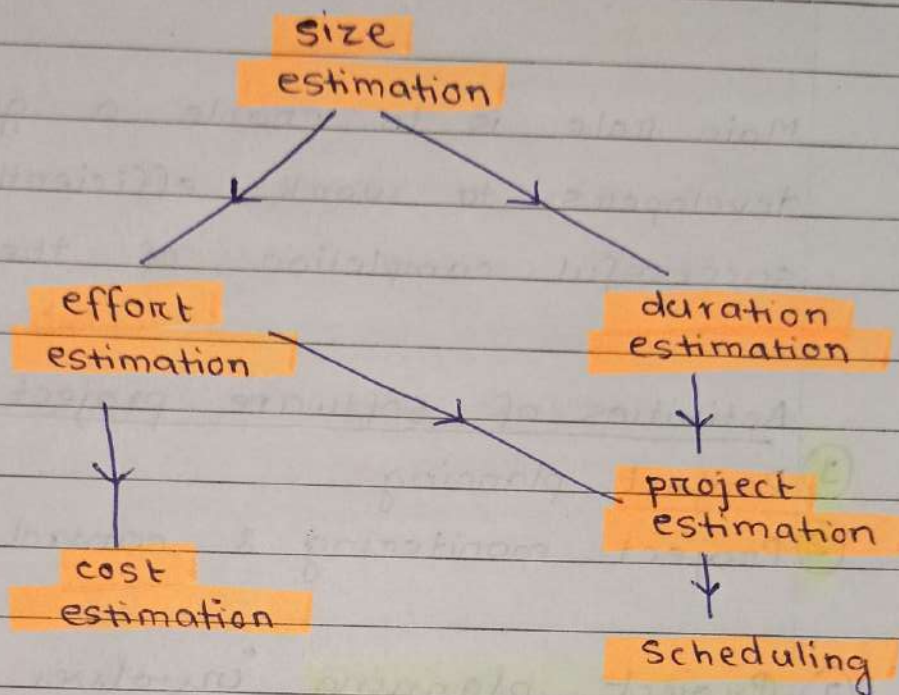 size
estimation
effort
estimation
duration
estimation
project
estimation
cost
estimation
scheduling